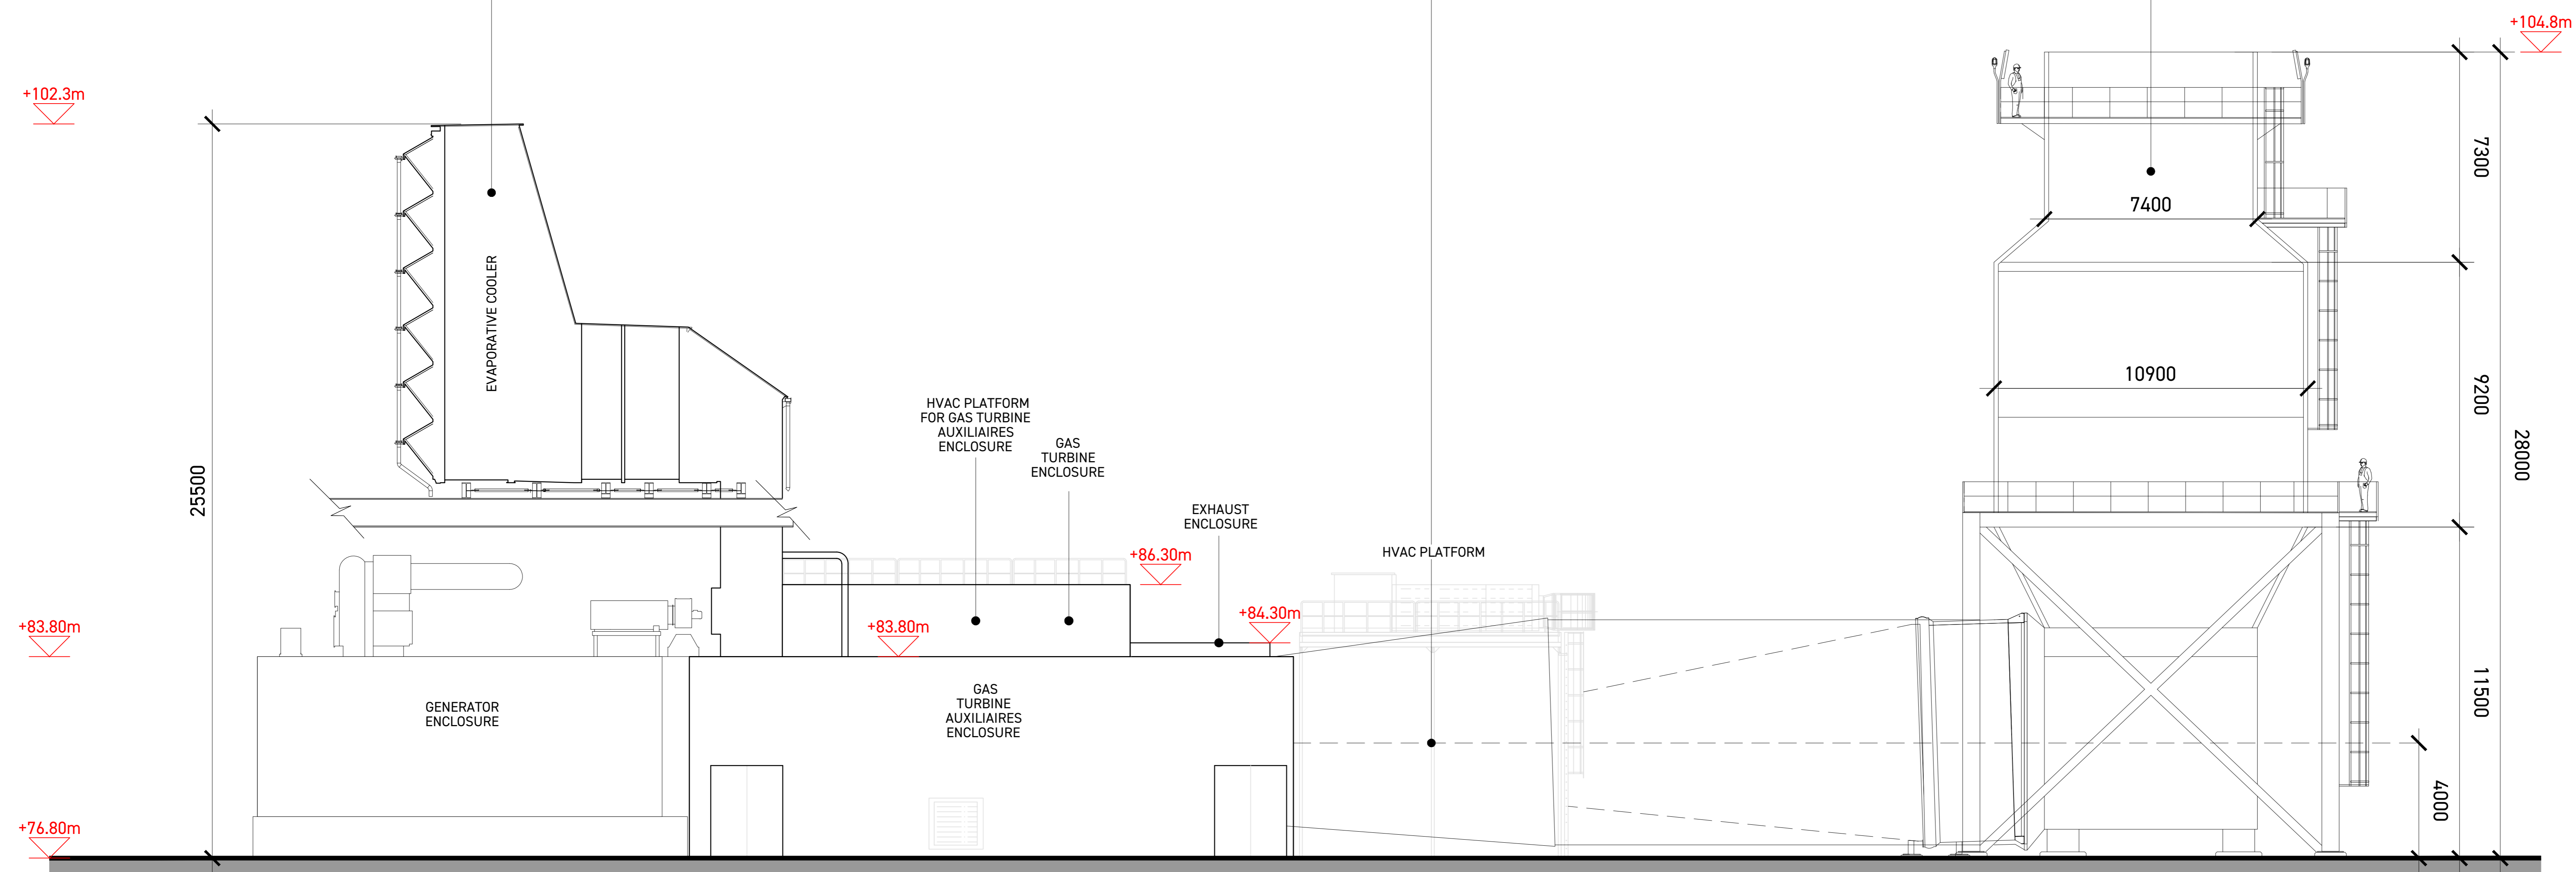 +104.8m
+102.3m
7300
7400
EVAPORATIVE COOLER
10900
9200
HVAC PLATFORM
FOR GAS TURBINE
AUXILIAIRES
ENCLOSURE
GAS
TURBINE
ENCLOSURE
28000
25500
EXHAUST
ENCLOSURE
+86.30m
HVAC PLATFORM
+83.80m
+83.80m
+84.30m
11500
GENERATOR
ENCLOSURE
GAS
TURBINE
AUXILIAIRES
ENCLOSURE
4000
+76.80m